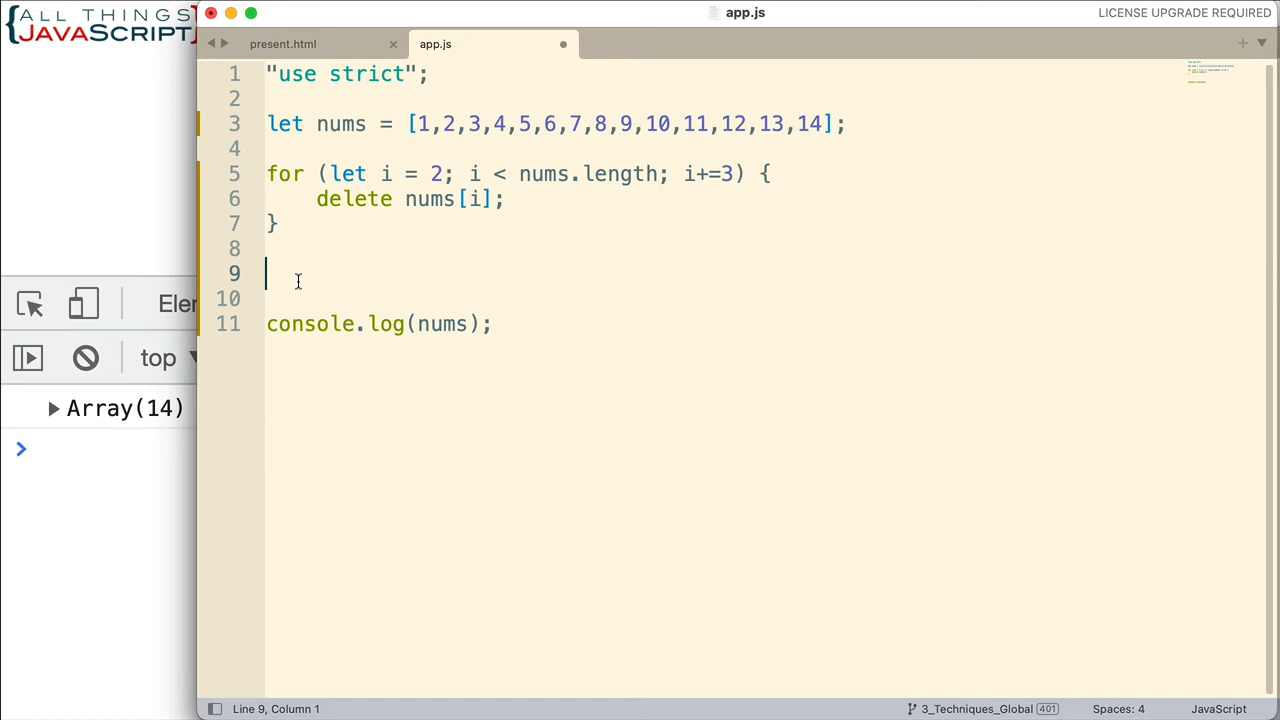 {ALL THINGS
JAVASCRIPT}
app.js
LICENSE UPGRADE REQUIRED
present.html
app.js
1 "use strict";
2
3 let nums = [1,2,3,4,5,6,7,8,9,10,11,12,13,14];
4
5 for (let i = 2; i < nums.length; i+=3) {
6 delete nums[i];
7 }
8
9
10
11 console.log(nums);
Ele
top
Array(14)
Line 9, Column 1
3_Techniques_Global 401
Spaces: 4
JavaScript